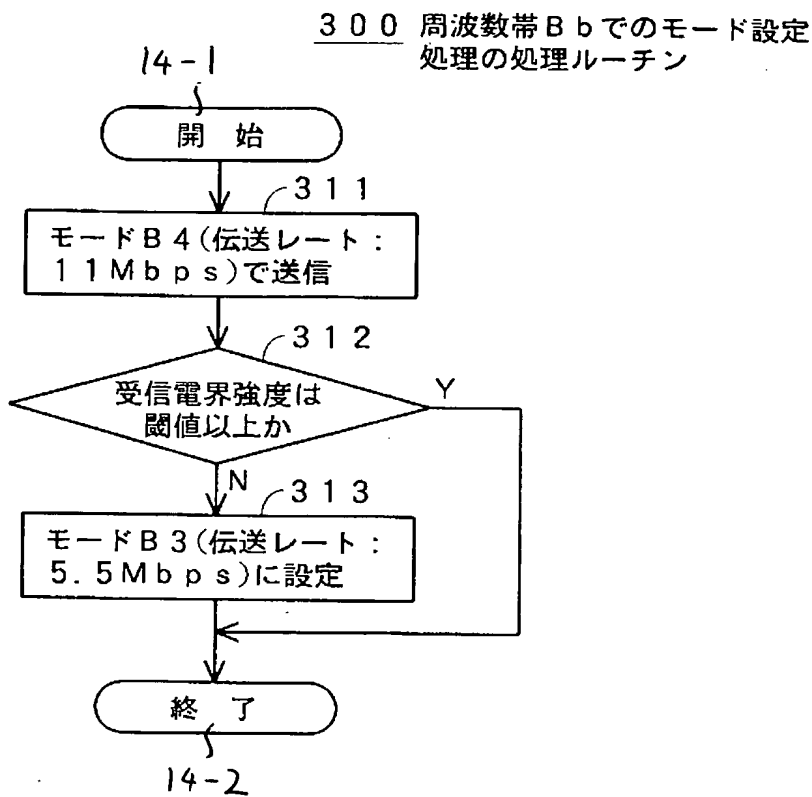 ３００ 周波数帯Ｂｂでのモード設定
処理の処理ルーチン
14-1
開　始
３１１
モードＢ４(伝送レート：
１１Ｍｂｐｓ)で送信
３１２
受信電界強度は
閾値以上か
Y
N
３１３
モードＢ３(伝送レート：
５.５Ｍｂｐｓ)に設定
終　了
14-2